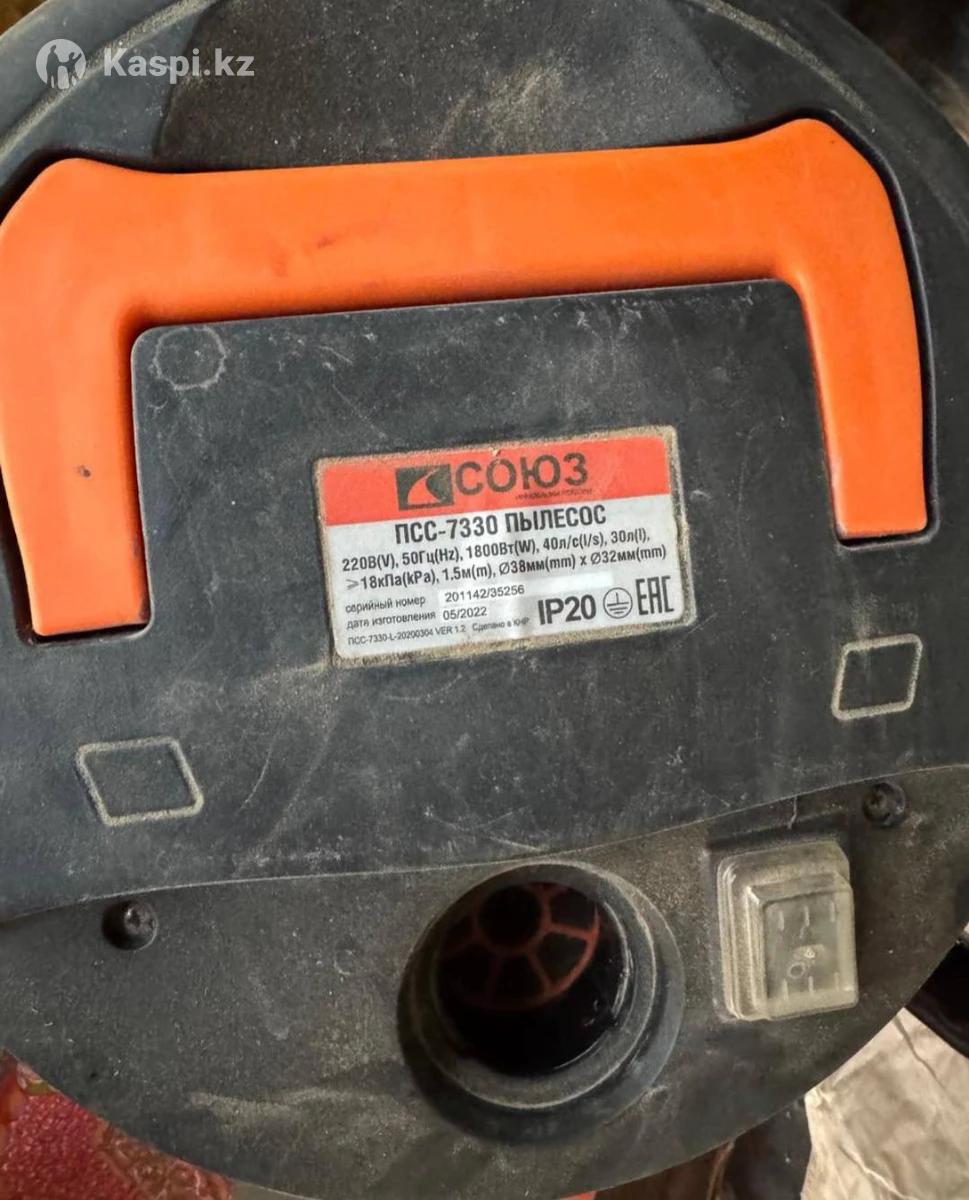 Kaspi.kz
СОЮЗ
ПСС-7330 ПЫЛЕСОС
220В(V), 50Гц(Hz), 1800Вт(W), 40л/с(l/s), 30л(l),
≥18кПа(kPa), 1.5м(m), Ø38мм(mm) x Ø32мм(mm)
серийный номер 201142/35256
дата изготовления 05/2022
ПСС-7330-L-20200304 VER 1.2 Сделано в КНР
IP20 EAC